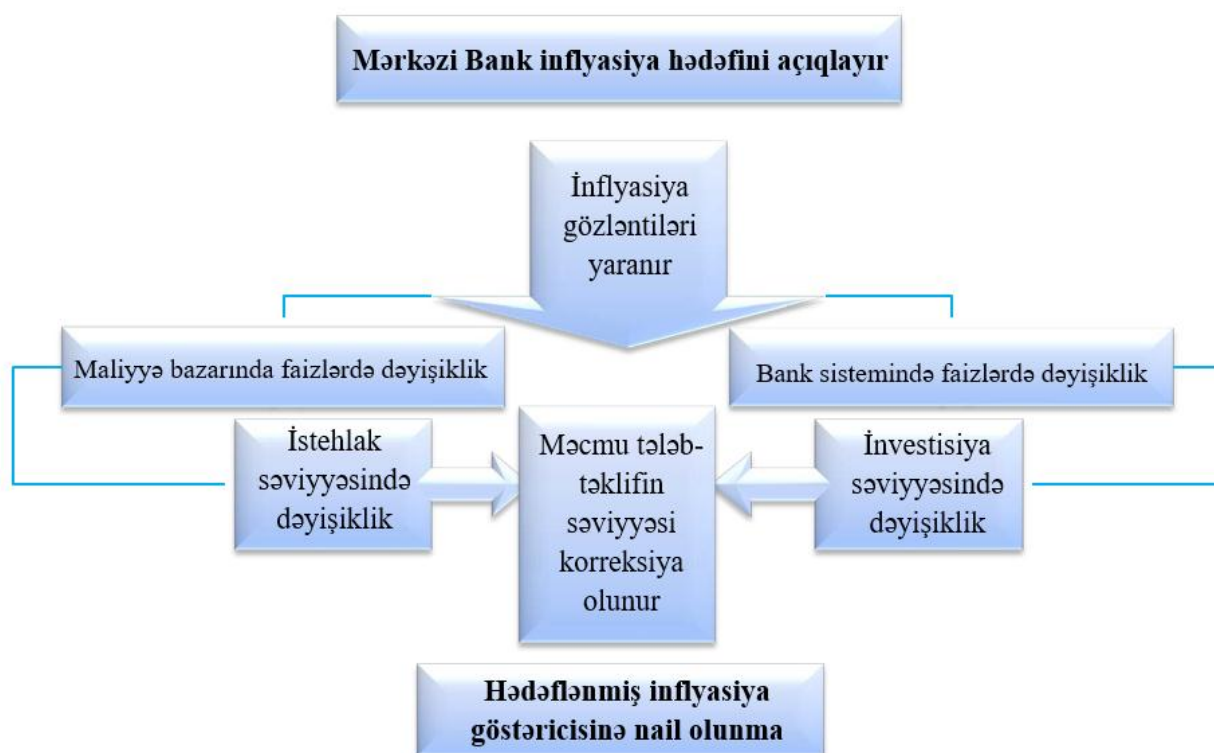 Mərkəzi Bank inflyasiya hədəfini açıqlayır
İnflyasiya
gözləntiləri
yaranır
Maliyyə bazarında faizlərdə dəyişiklik
Bank sistemində faizlərdə dəyişiklik
İstehlak
səviyyəsində
dəyişiklik
Məcmu tələb-
təklifin
səviyyəsi
korreksiya
olunur
İnvestisiya
səviyyəsində
dəyişiklik
Hədəflənmiş inflyasiya
göstəricisinə nail olunma